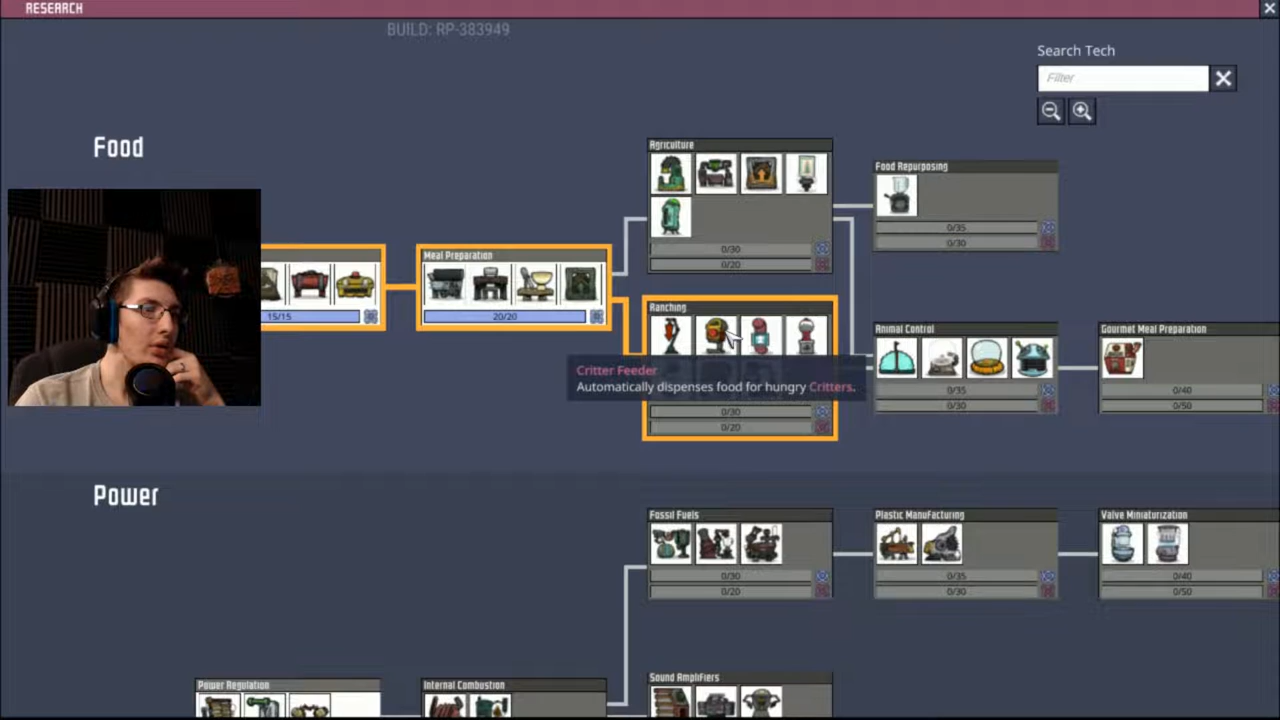 RESEARCH
BUILD: RP-383949
Search Tech
Filter
Food
Agriculture
0/30
0/20
Food Repurposing
0/35
0/30
15/15
Meal Preparation
20/20
Ranching
Critter Feeder
Automatically dispenses food for hungry Critters.
0/30
0/20
Animal Control
0/35
0/30
Gourmet Meal Preparation
0/40
0/50
Power
Fossil Fuels
0/30
0/20
Plastic Manufacturing
0/35
0/30
Valve Miniaturization
0/40
0/50
Power Regulation
Internal Combustion
Sound Amplifiers